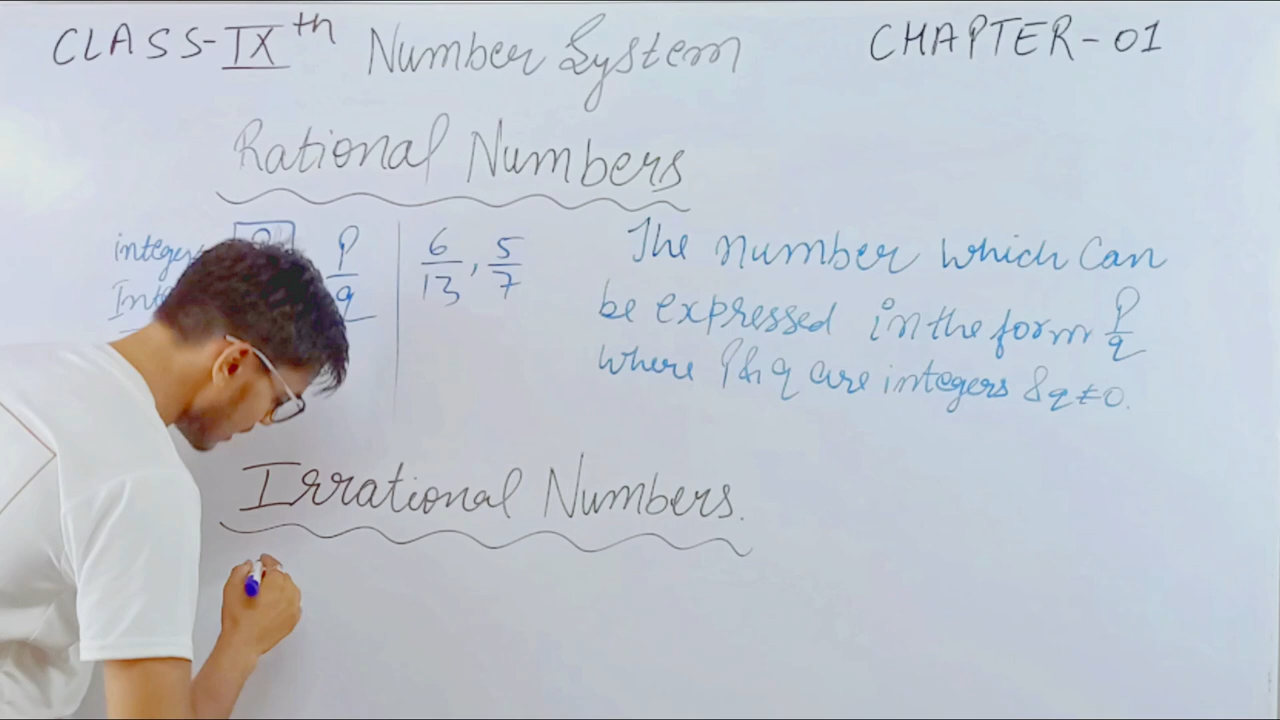 CLASS-IXth Number System CHAPTER-01
Rational Numbers
integer P/q 6/13, 5/7
The number which can
be expressed in the form P/q
where P & q are integers & q ≠ 0.
Irrational Numbers.